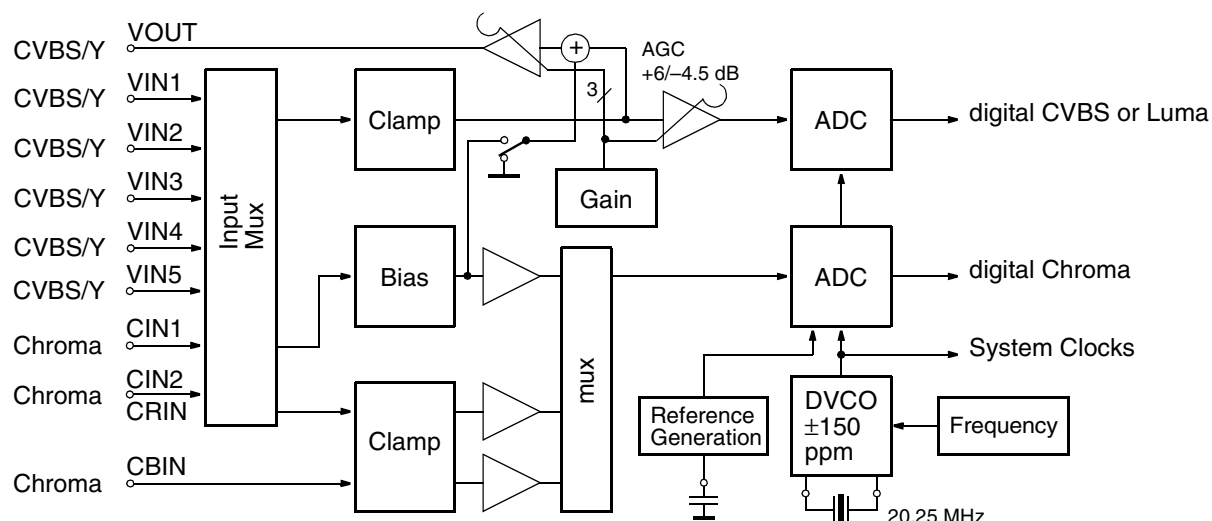 CVBS/Y VOUT
CVBS/Y VIN1
CVBS/Y VIN2
CVBS/Y VIN3
CVBS/Y VIN4
CVBS/Y VIN5
Chroma CIN1
Chroma CIN2
CRIN
Chroma CBIN
Input
Mux
Clamp
Bias
Clamp
+
3
AGC
+6/–4.5 dB
Gain
mux
ADC
digital CVBS or Luma
ADC
digital Chroma
System Clocks
Reference
Generation
DVCO
±150
ppm
Frequency
20.25 MHz